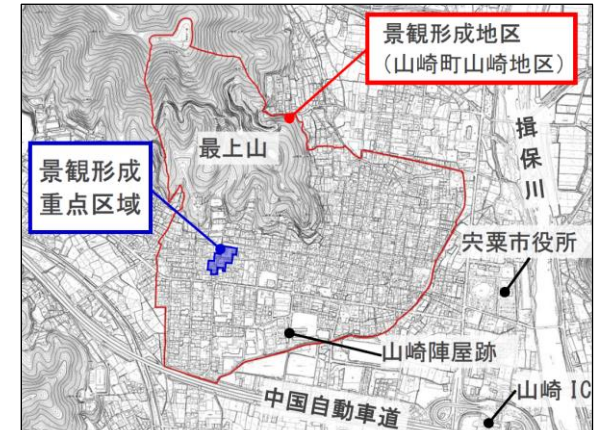 景観形成地区
(山崎町山崎地区)
最上山
揖保川
景観形成
重点区域
宍粟市役所
山崎陣屋跡
山崎 IC
中国自動車道